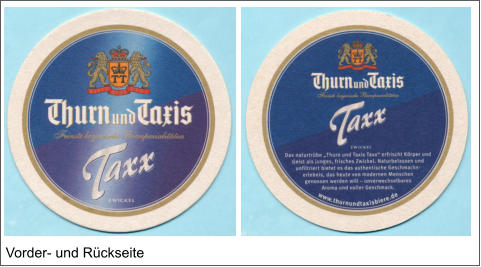 Thurn und Taxis
Feinste bayerische Bierspezialitäten
Taxx
ZWICKEL
Thurn und Taxis
Feinste bayerische Bierspezialitäten
Taxx
ZWICKEL
Das naturtrübe „Thurn und Taxis Taxx“ erfrischt Körper und
Geist als junges, frisches Zwickel. Naturbelassen und
unfiltriert bietet es das authentische Geschmacks-
erlebnis, das heute von modernen Menschen
genossen werden will – unverwechselbares
Aroma und voller Geschmack.
www.thurnundtaxisbiere.de
Vorder- und Rückseite